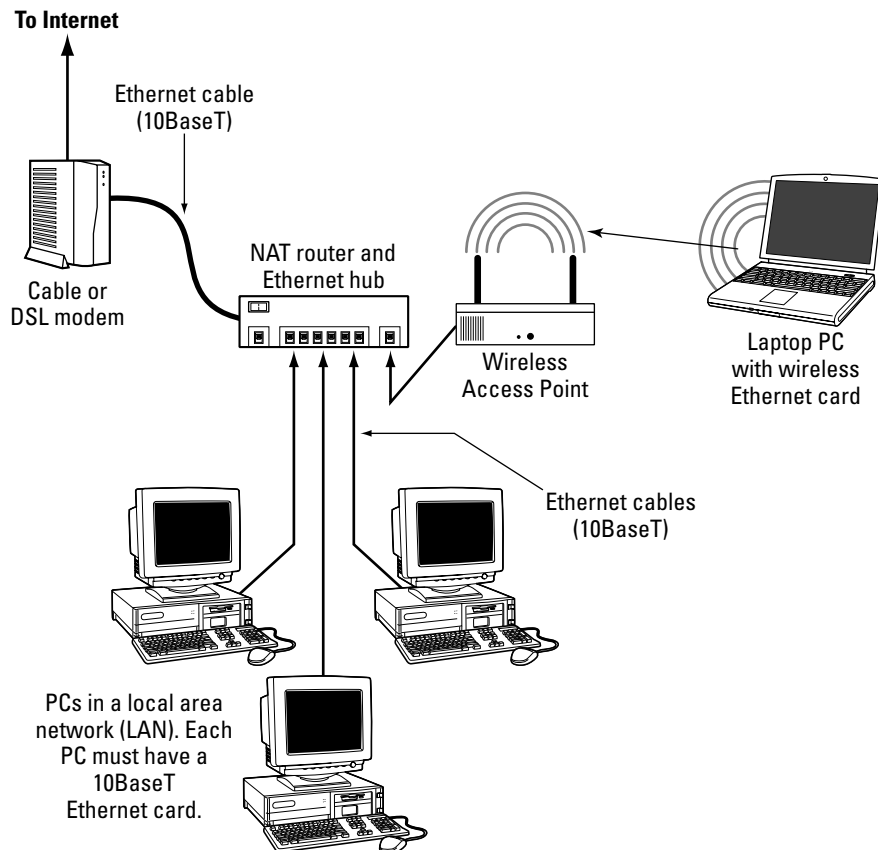 To Internet
Ethernet cable
(10BaseT)
NAT router and
Ethernet hub
Cable or
DSL modem
Wireless
Access Point
Laptop PC
with wireless
Ethernet card
Ethernet cables
(10BaseT)
PCs in a local area
network (LAN). Each
PC must have a
10BaseT
Ethernet card.